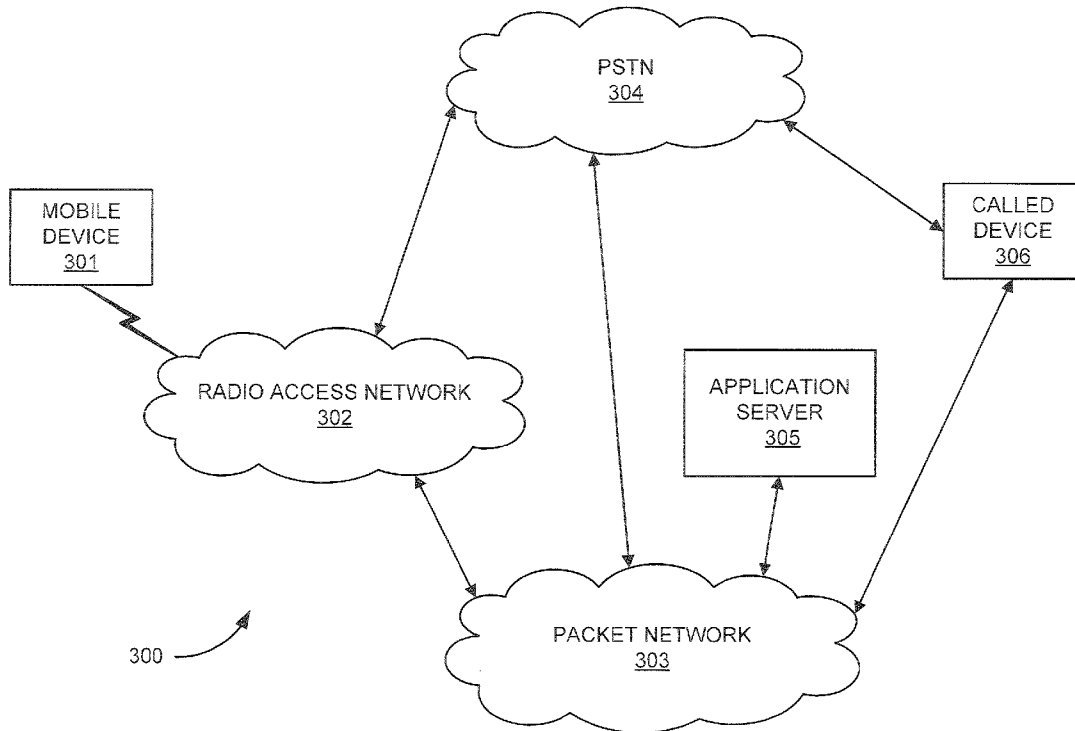 PSTN
304
MOBILE
DEVICE
301
CALLED
DEVICE
306
RADIO ACCESS NETWORK
302
APPLICATION
SERVER
305
PACKET NETWORK
303
300